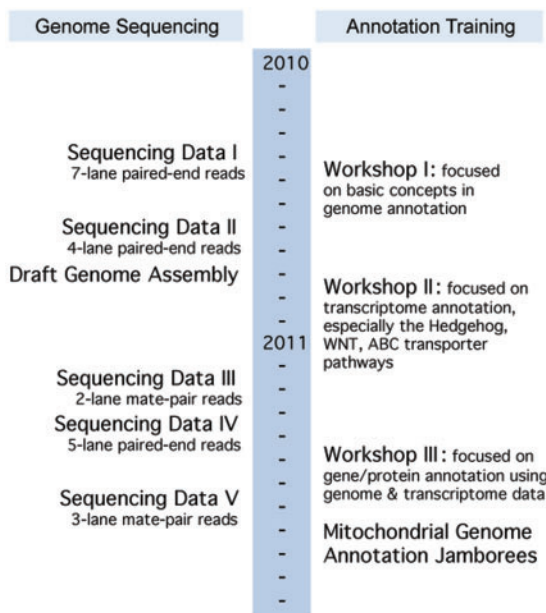 Genome Sequencing
Annotation Training
2010
-
-
-
Sequencing Data I
-
7-lane paired-end reads
-
Workshop I: focused
on basic concepts in
genome annotation
-
-
Sequencing Data II
4-lane paired-end reads
-
Draft Genome Assembly
-
Workshop II: focused on
transcriptome annotation,
especially the Hedgehog,
WNT, ABC transporter
pathways
-
-
2011
-
Sequencing Data III
2-lane mate-pair reads
-
Sequencing Data IV
5-lane paired-end reads
-
-
Workshop III: focused on
gene/protein annotation using
genome & transcriptome data
-
Sequencing Data V
3-lane mate-pair reads
-
-
Mitochondrial Genome
Annotation Jamborees
-
-
-
-